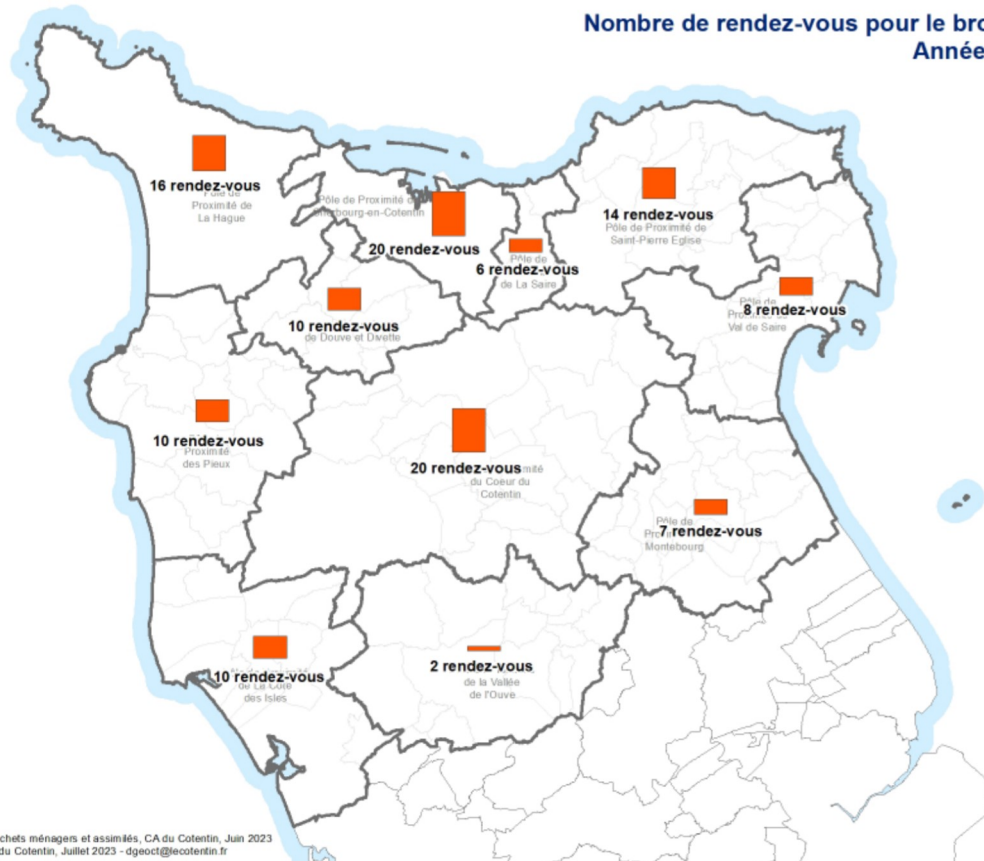 Nombre de rendez-vous pour le bro
Année
16 rendez-vous
Pôle de
Proximité de
La Hague
Pôle de Proximité
20 rendez-vous
14 rendez-vous
Pôle de Proximité de
Saint-Pierre Eglise
6 rendez-vous
Pôle de
de La Saire
8 rendez-vous
Pôle de
Val de Saire
10 rendez-vous
de Douve et Divette
10 rendez-vous
Proximité
des Pieux
20 rendez-vous
du Coeur du
Cotentin
7 rendez-vous
Pôle de
Montebourg
10 rendez-vous
de La Côte
des Isles
2 rendez-vous
de la Vallée
de l'Ouve
chets ménagers et assimilés, CA du Cotentin, Juin 2023
du Cotentin, Juillet 2023 - dgeoct@lecotentin.fr